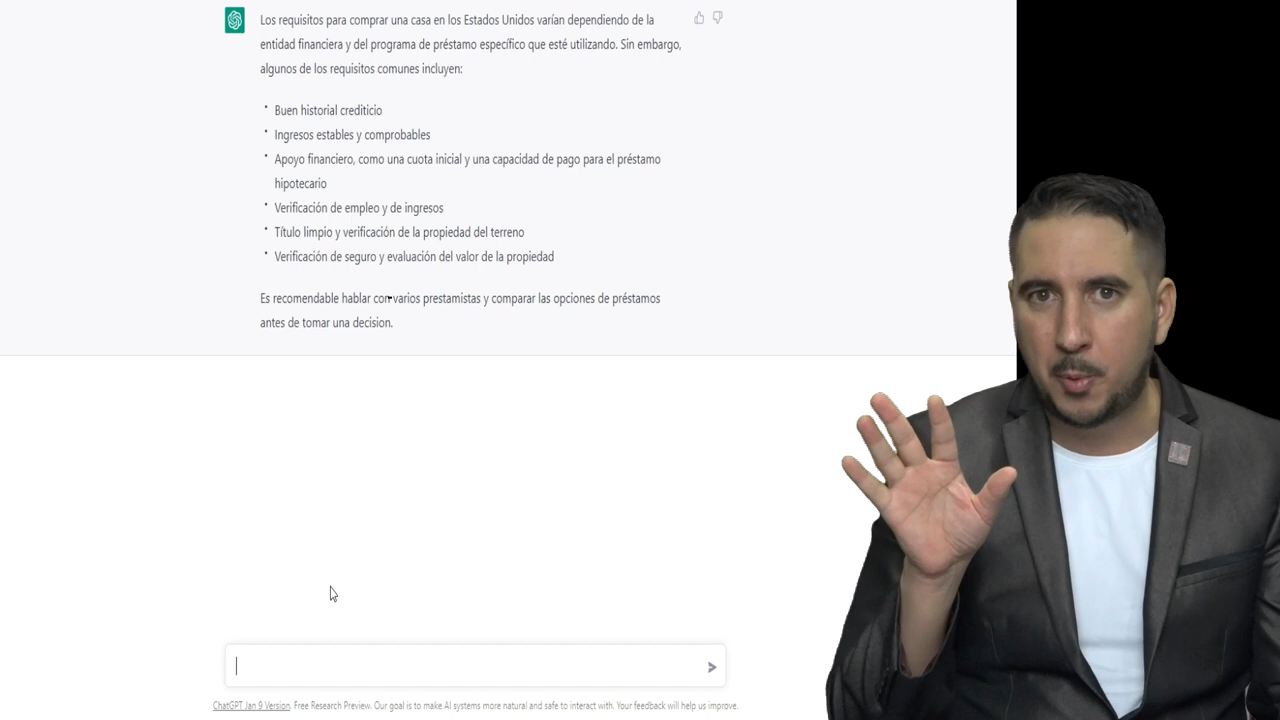 Los requisitos para comprar una casa en los Estados Unidos varían dependiendo de la
entidad financiera y del programa de préstamo específico que esté utilizando. Sin embargo,
algunos de los requisitos comunes incluyen:
• Buen historial crediticio
• Ingresos estables y comprobables
• Apoyo financiero, como una cuota inicial y una capacidad de pago para el préstamo
hipotecario
• Verificación de empleo y de ingresos
• Título limpio y verificación de la propiedad del terreno
• Verificación de seguro y evaluación del valor de la propiedad
Es recomendable hablar con varios prestamistas y comparar las opciones de préstamos
antes de tomar una decision.
ChatGPT Jan 9 Version. Free Research Preview. Our goal is to make AI systems more natural and safe to interact with. Your feedback will help us improve.